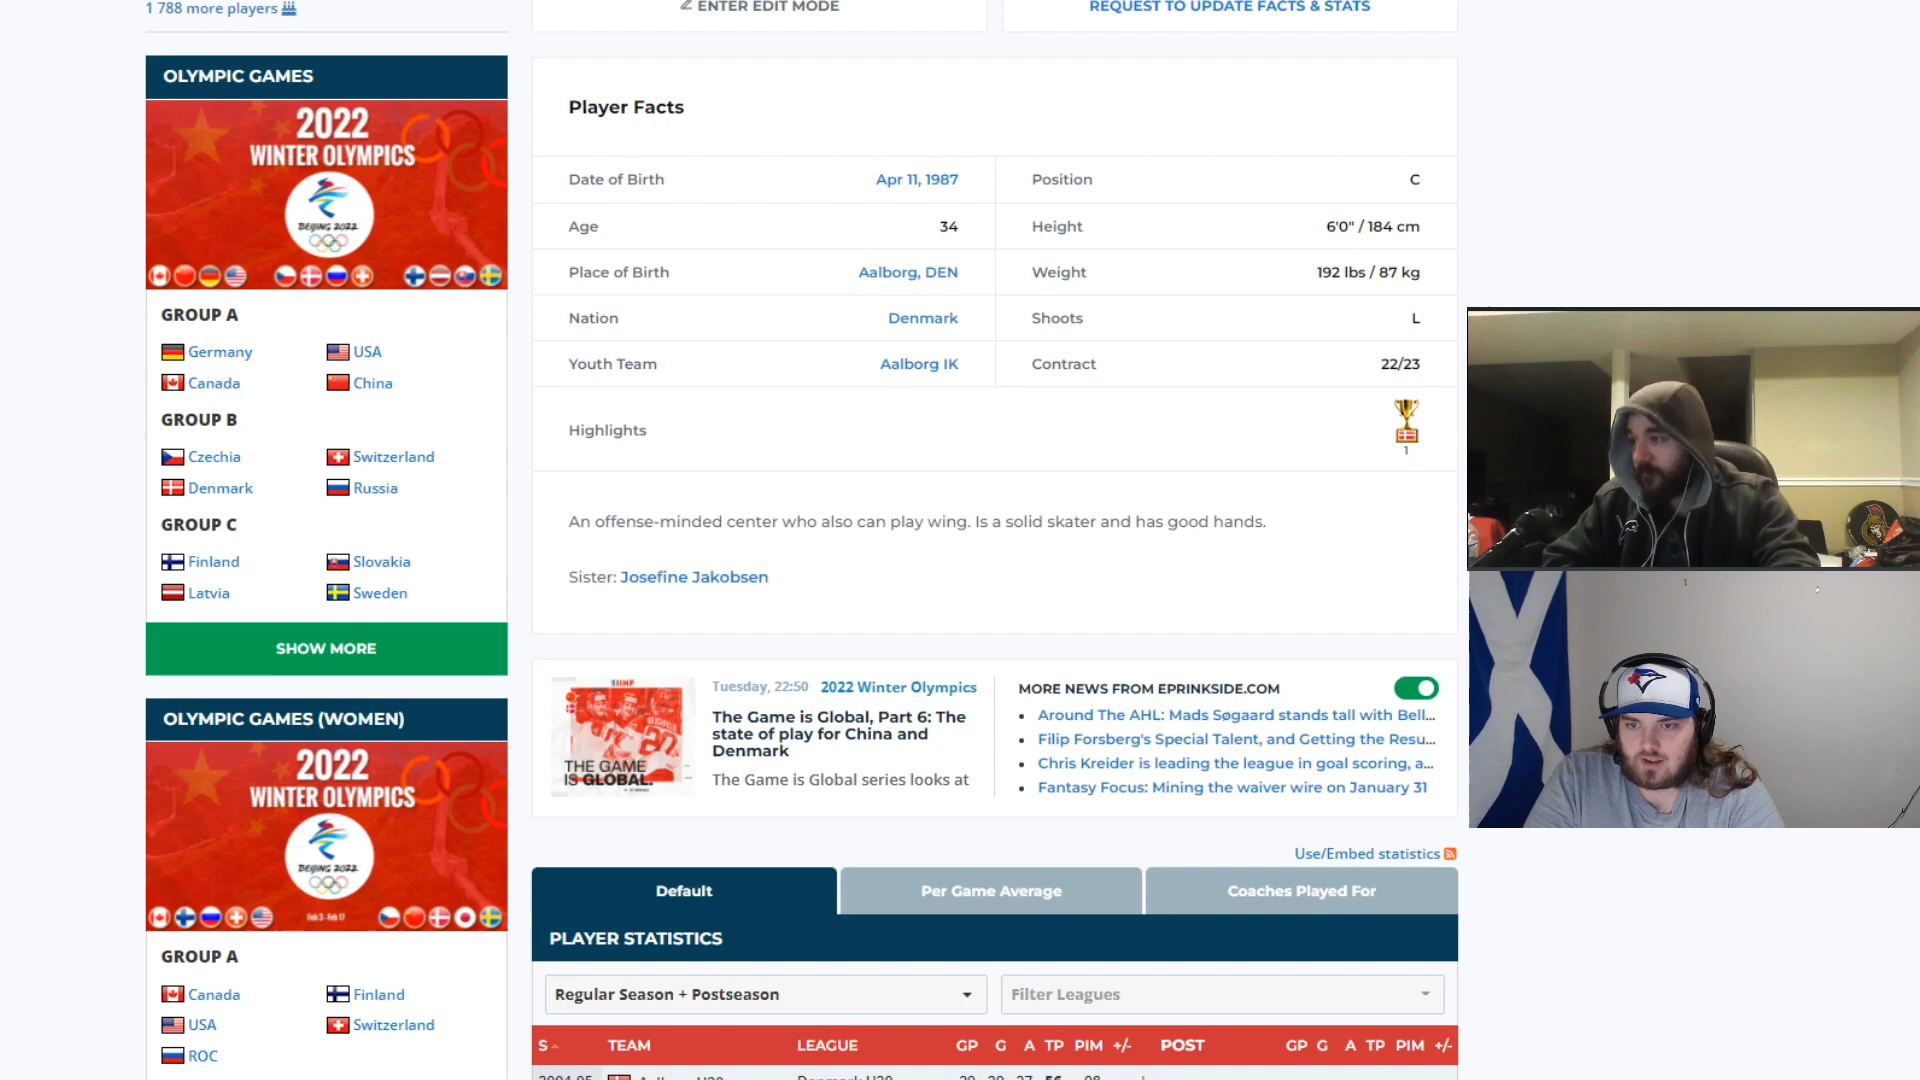 1 788 more players
ENTER EDIT MODE
REQUEST TO UPDATE FACTS & STATS
OLYMPIC GAMES
2022
WINTER OLYMPICS
BEIJING 2022
GROUP A
Germany USA
Canada China
GROUP B
Czechia Switzerland
Denmark Russia
GROUP C
Finland Slovakia
Latvia Sweden
SHOW MORE
OLYMPIC GAMES (WOMEN)
2022
WINTER OLYMPICS
BEIJING 2022
Feb 3 - Feb 17
GROUP A
Canada Finland
USA Switzerland
ROC
Player Facts
Date of Birth Apr 11, 1987 Position C
Age 34 Height 6'0" / 184 cm
Place of Birth Aalborg, DEN Weight 192 lbs / 87 kg
Nation Denmark Shoots L
Youth Team Aalborg IK Contract 22/23
Highlights
1
An offense-minded center who also can play wing. Is a solid skater and has good hands.
Sister: Josefine Jakobsen
IIHF
THE GAME
IS GLOBAL.
Tuesday, 22:50 2022 Winter Olympics
The Game is Global, Part 6: The
state of play for China and
Denmark
The Game is Global series looks at
MORE NEWS FROM EPRINKSIDE.COM
Around The AHL: Mads Søgaard stands tall with Bell...
Filip Forsberg's Special Talent, and Getting the Resu...
Chris Kreider is leading the league in goal scoring, a...
Fantasy Focus: Mining the waiver wire on January 31
Use/Embed statistics
Default Per Game Average Coaches Played For
PLAYER STATISTICS
Regular Season + Postseason Filter Leagues
S TEAM LEAGUE GP G A TP PIM +/- POST GP G A TP PIM +/-